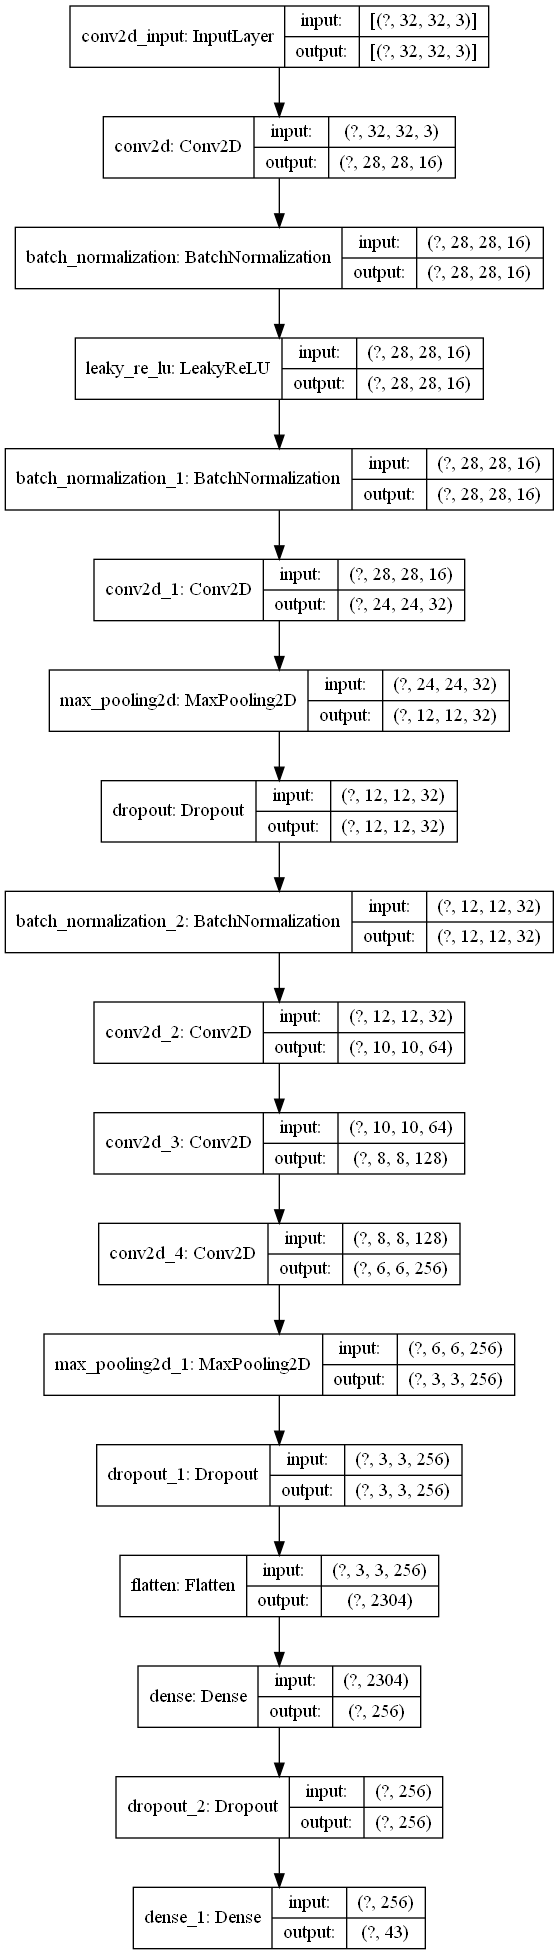 conv2d_input: InputLayer
input: [(?, 32, 32, 3)]
output: [(?, 32, 32, 3)]
conv2d: Conv2D
input: (?, 32, 32, 3)
output: (?, 28, 28, 16)
batch_normalization: BatchNormalization
input: (?, 28, 28, 16)
output: (?, 28, 28, 16)
leaky_re_lu: LeakyReLU
input: (?, 28, 28, 16)
output: (?, 28, 28, 16)
batch_normalization_1: BatchNormalization
input: (?, 28, 28, 16)
output: (?, 28, 28, 16)
conv2d_1: Conv2D
input: (?, 28, 28, 16)
output: (?, 24, 24, 32)
max_pooling2d: MaxPooling2D
input: (?, 24, 24, 32)
output: (?, 12, 12, 32)
dropout: Dropout
input: (?, 12, 12, 32)
output: (?, 12, 12, 32)
batch_normalization_2: BatchNormalization
input: (?, 12, 12, 32)
output: (?, 12, 12, 32)
conv2d_2: Conv2D
input: (?, 12, 12, 32)
output: (?, 10, 10, 64)
conv2d_3: Conv2D
input: (?, 10, 10, 64)
output: (?, 8, 8, 128)
conv2d_4: Conv2D
input: (?, 8, 8, 128)
output: (?, 6, 6, 256)
max_pooling2d_1: MaxPooling2D
input: (?, 6, 6, 256)
output: (?, 3, 3, 256)
dropout_1: Dropout
input: (?, 3, 3, 256)
output: (?, 3, 3, 256)
flatten: Flatten
input: (?, 3, 3, 256)
output: (?, 2304)
dense: Dense
input: (?, 2304)
output: (?, 256)
dropout_2: Dropout
input: (?, 256)
output: (?, 256)
dense_1: Dense
input: (?, 256)
output: (?, 43)